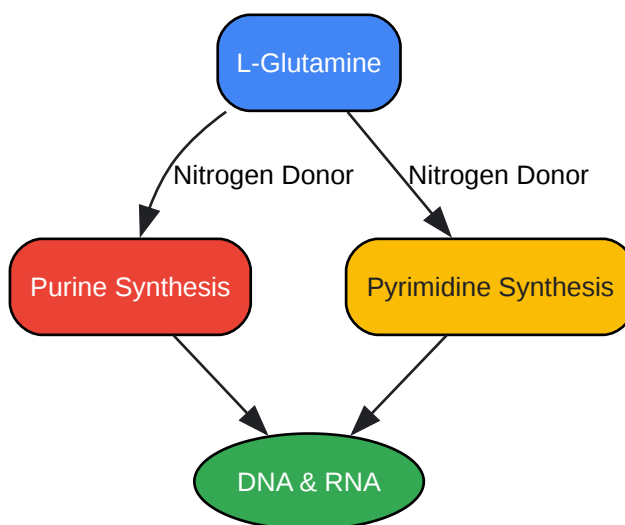 L-Glutamine
Nitrogen Donor
Nitrogen Donor
Purine Synthesis
Pyrimidine Synthesis
DNA & RNA